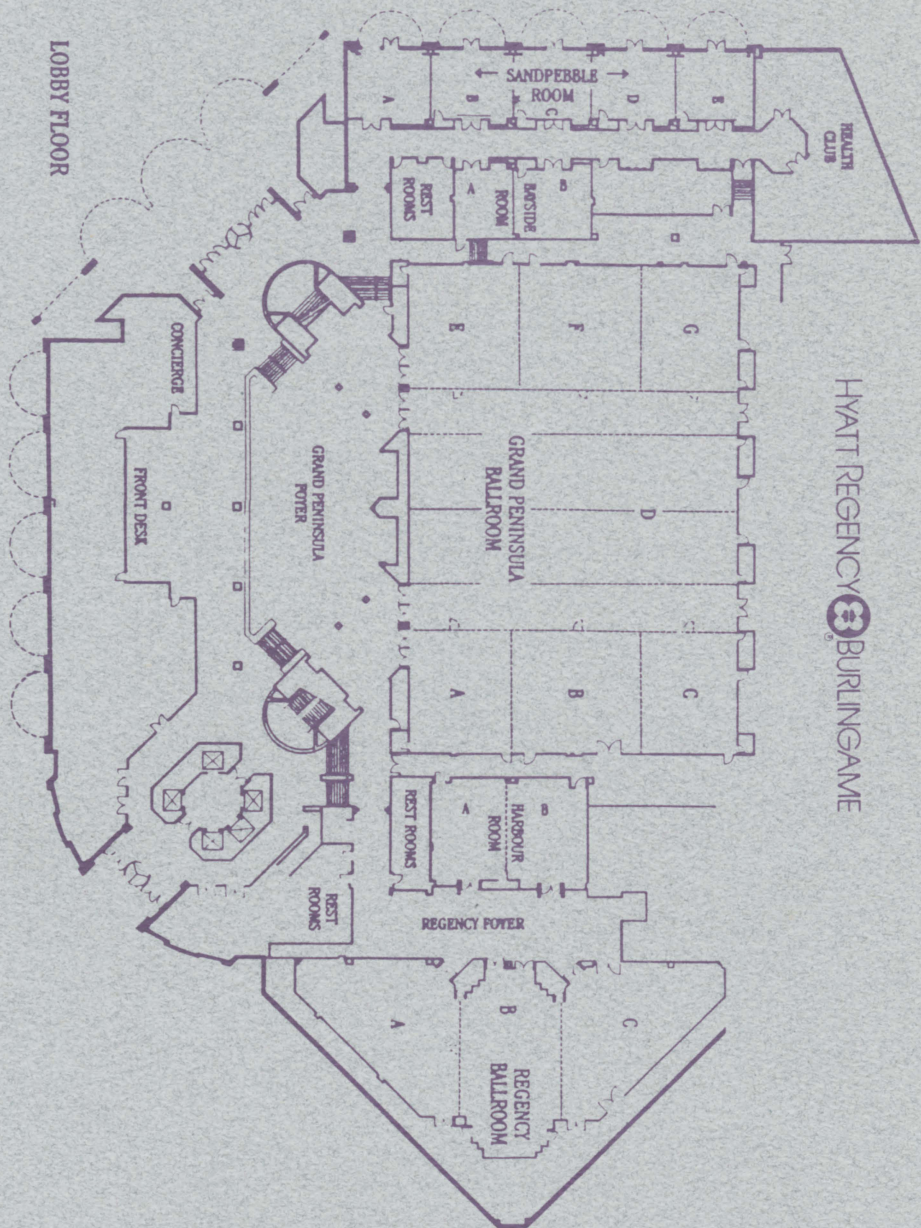 LOBBY FLOOR
HYATT REGENCY BURLINGAME
®
SANDPEBBLE
ROOM
A
B
C
D
E
HEALTH
CLUB
REST
ROOMS
A
BAYSIDE
ROOM
B
E
F
G
GRAND PENINSULA
BALLROOM
D
A
B
C
CONCIERGE
FRONT DESK
GRAND PENINSULA
FOYER
REST ROOMS
A
HARBOUR
ROOM
B
REST
ROOMS
REGENCY FOYER
A
B
C
REGENCY
BALLROOM